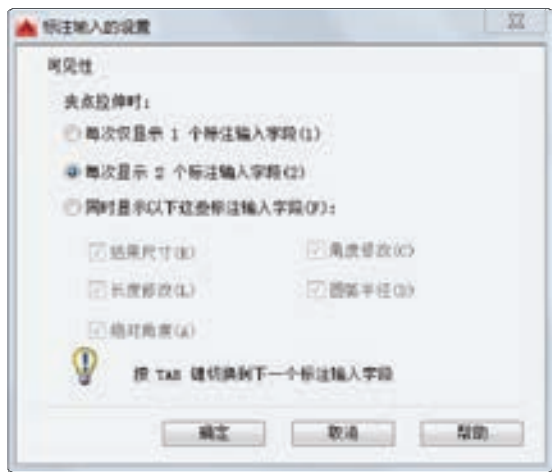 标注输入的设置
可见性
夹点拉伸时：
每次仅显示 1 个标注输入字段(1)
每次显示 2 个标注输入字段(2)
同时显示以下这些标注输入字段(F)：
结果尺寸(R) 角度修改(C)
长度修改(L) 圆弧半径(D)
绝对角度(A)
按 TAB 键切换到下一个标注输入字段
确定 取消 帮助